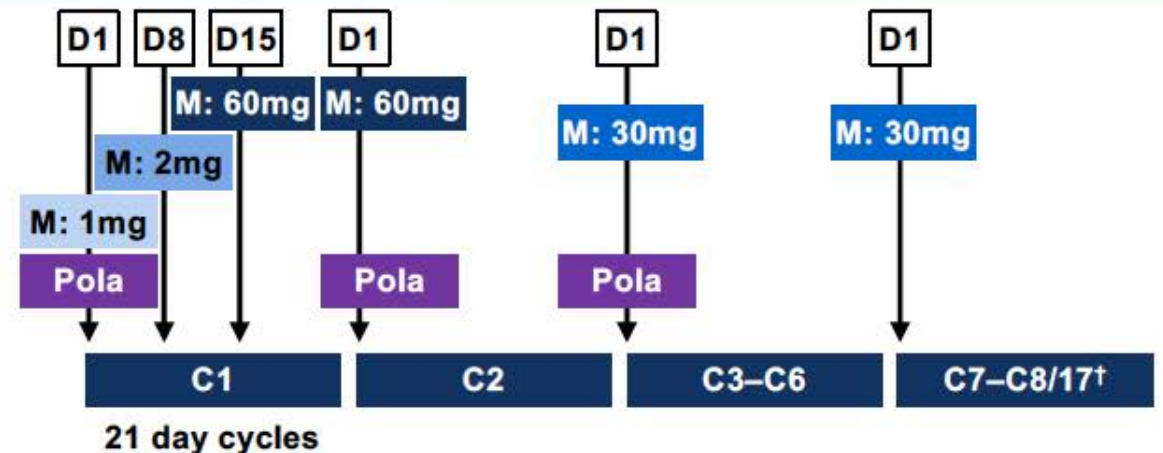 D1 D8 D15 D1 D1 D1
M: 60mg M: 60mg
M: 30mg M: 30mg
M: 2mg
M: 1mg
Pola Pola Pola
C1 C2 C3–C6 C7–C8/17†
21 day cycles